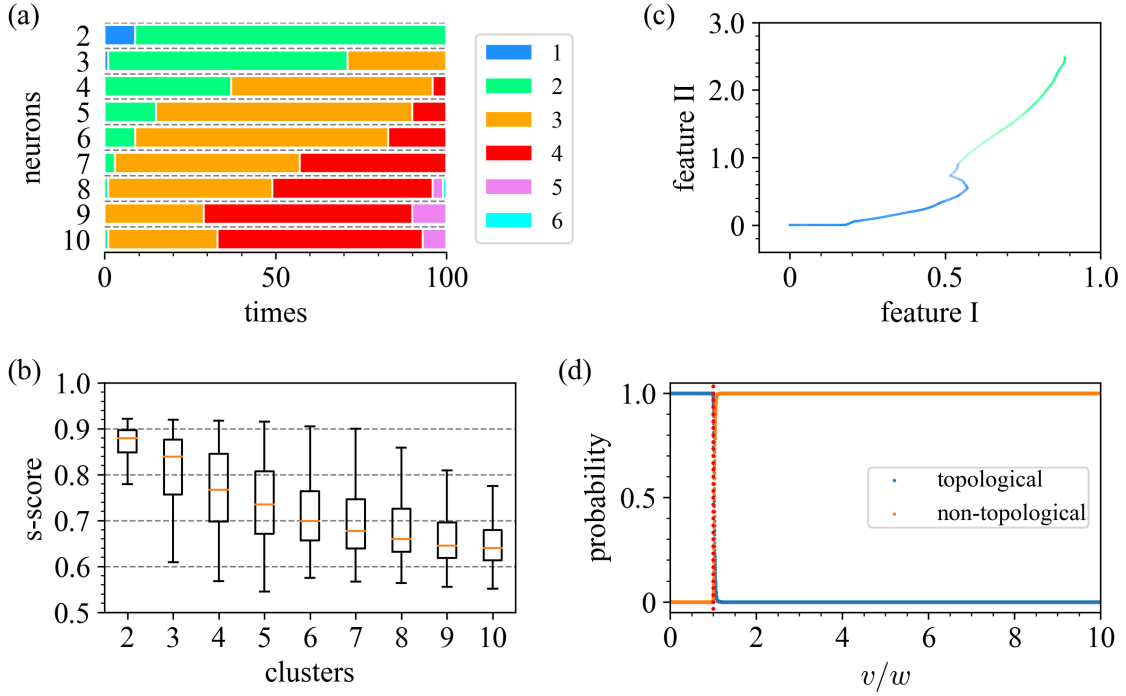 (a)
neurons
2
3
4
5
6
7
8
9
10
0 50 100
times
1
2
3
4
5
6
(c)
feature II
3.0
2.0
1.0
0
0 0.5 1.0
feature I
(b)
s-score
1.0
0.9
0.8
0.7
0.6
0.5
2 3 4 5 6 7 8 9 10
clusters
(d)
probability
1.0
0.5
0
topological
non-topological
0 2 4 6 8 10
v/w